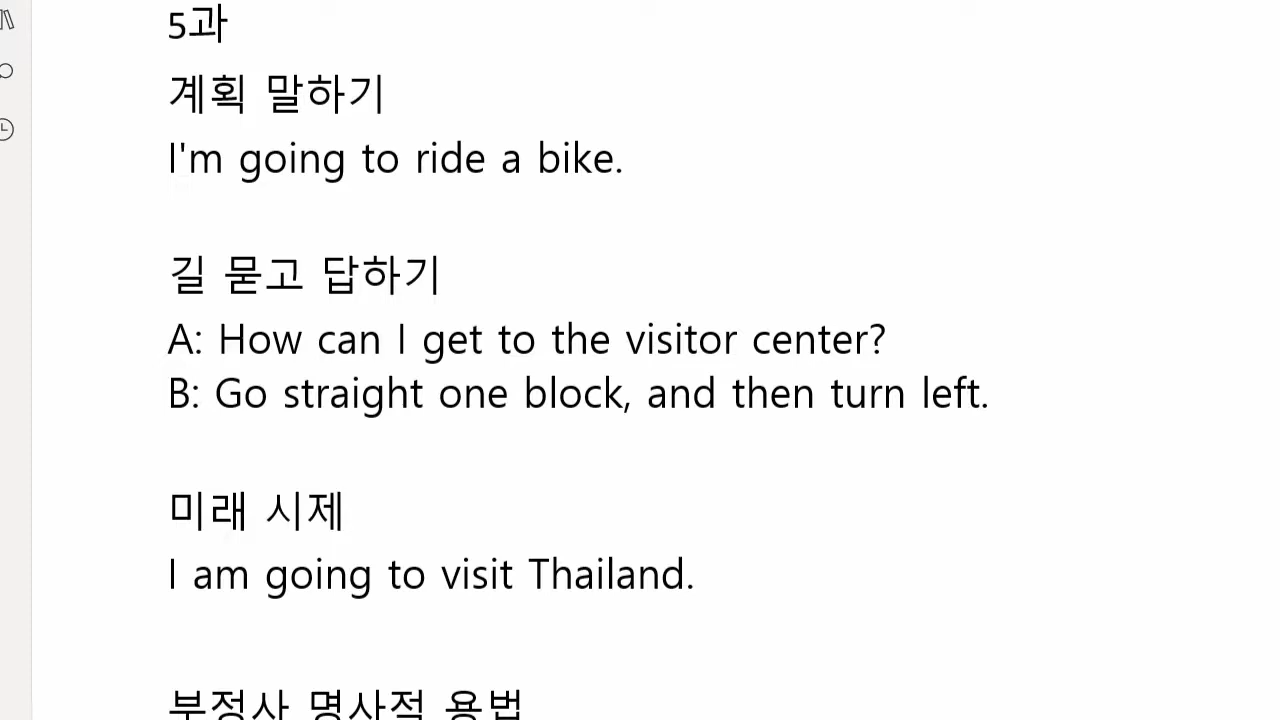 5과
계획 말하기
I'm going to ride a bike.
길 묻고 답하기
A: How can I get to the visitor center?
B: Go straight one block, and then turn left.
미래 시제
I am going to visit Thailand.
부정사 명사적 용법